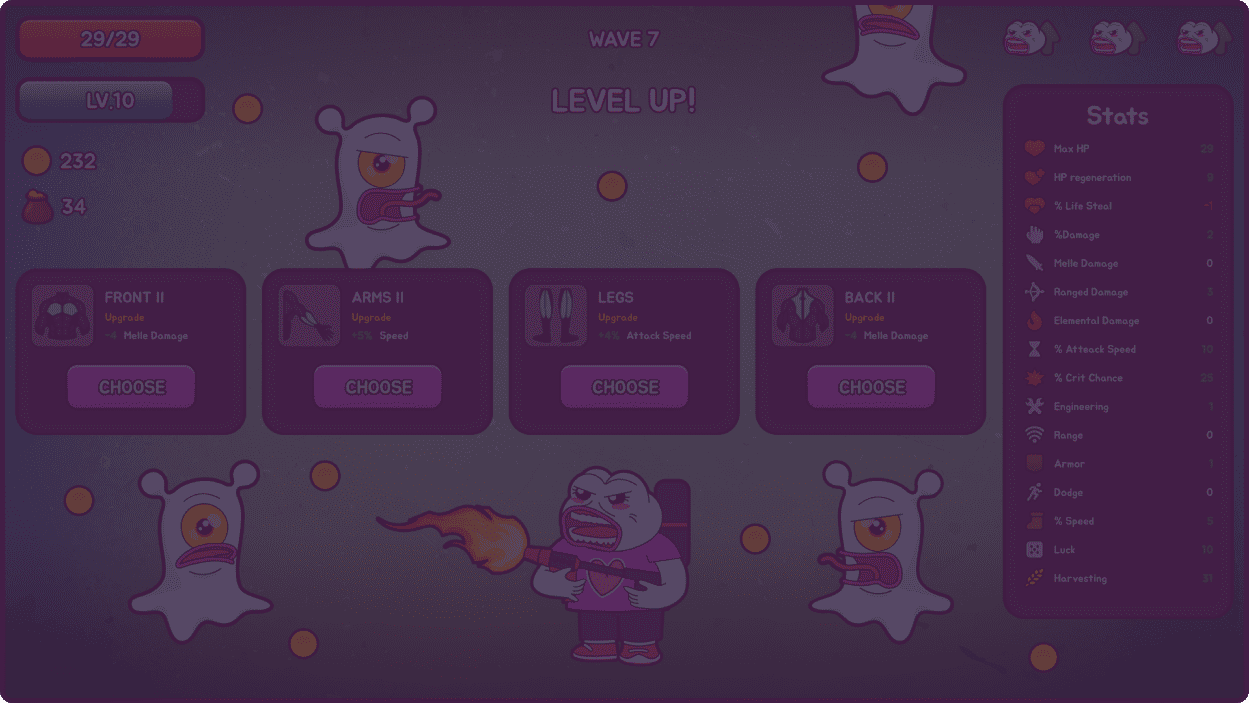 29/29
WAVE 7
LV.10
LEVEL UP!
232
34
FRONT II
Upgrade
-4 Melle Damage
CHOOSE
ARMS II
Upgrade
+5% Speed
CHOOSE
LEGS
Upgrade
+4% Attack Speed
CHOOSE
BACK II
Upgrade
-4 Melle Damage
CHOOSE
Stats
Max HP 29
HP regeneration 3
% Life Steal -1
%Damage 2
Melle Damage 0
Ranged Damage 3
Elemental Damage 0
% Atteack Speed 10
% Crit Chance 25
Engineering 1
Range 0
Armor 1
Dodge 0
% Speed 5
Luck 10
Harvesting 31